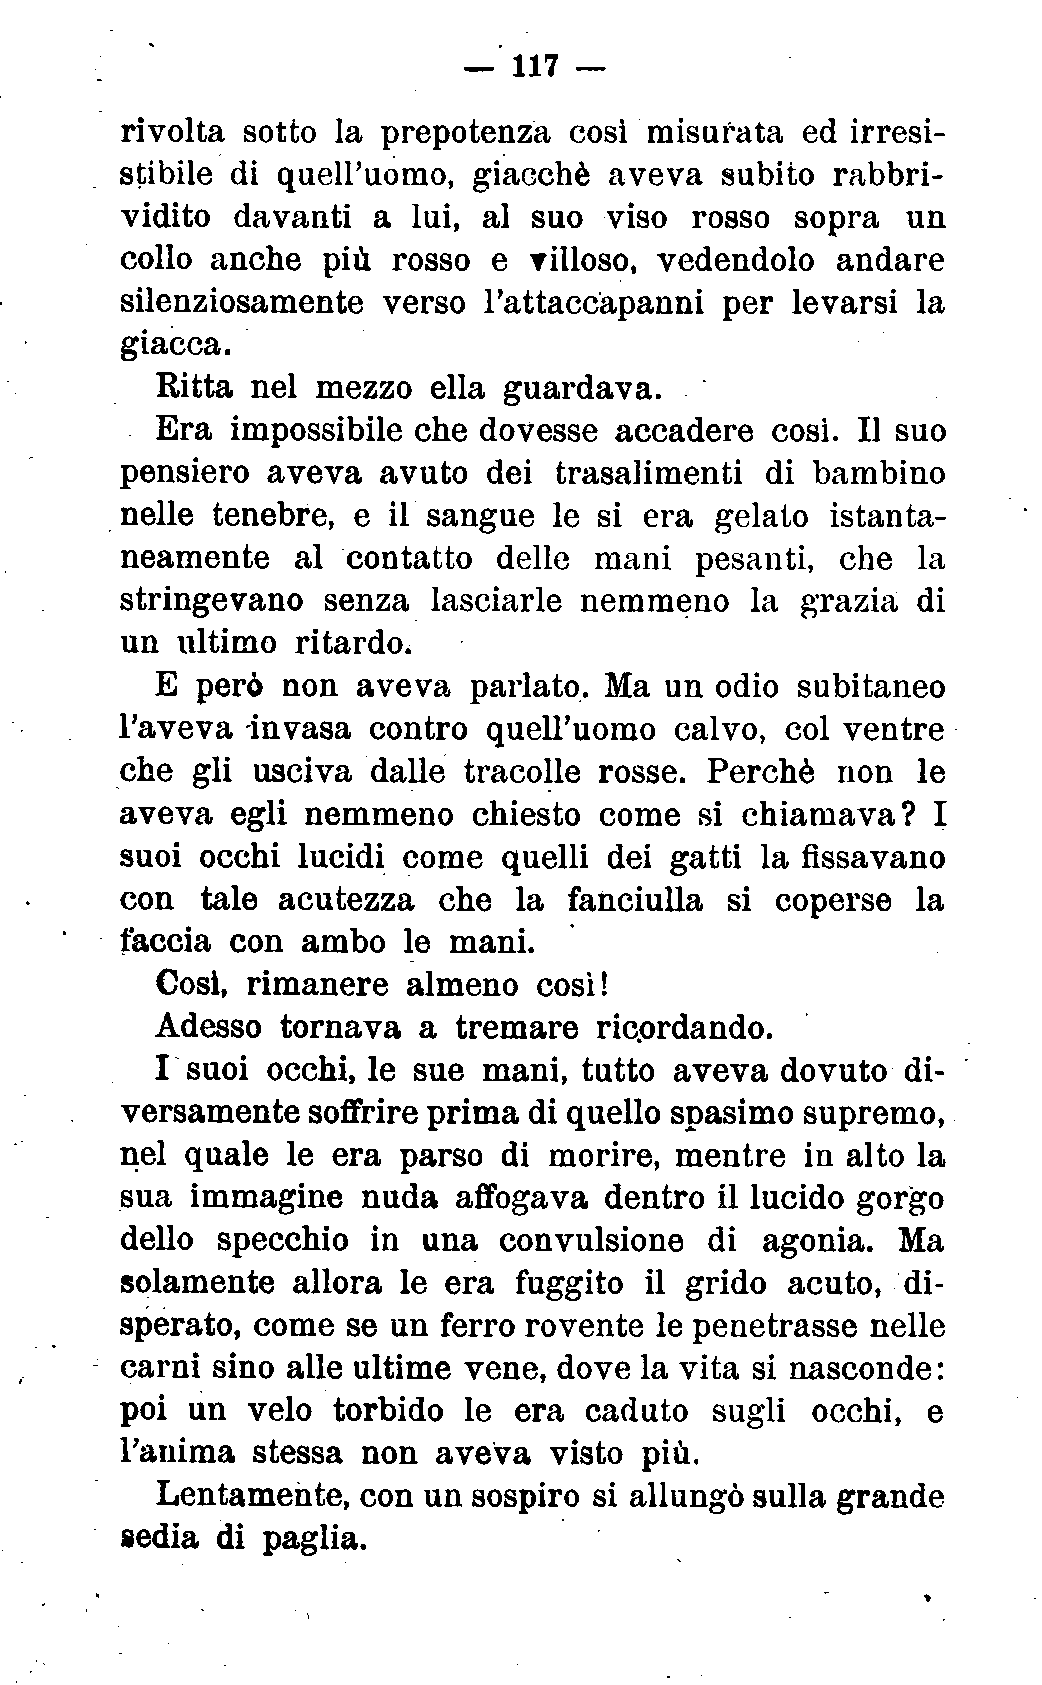 — 117 —
rivolta sotto la prepotenza così misurata ed irresi-
stibile di quell'uomo, giacchè aveva subito rabbri-
vidito davanti a lui, al suo viso rosso sopra un
collo anche più rosso e villoso, vedendolo andare
silenziosamente verso l'attaccapanni per levarsi la
giacca.
Ritta nel mezzo ella guardava.
Era impossibile che dovesse accadere così. Il suo
pensiero aveva avuto dei trasalimenti di bambino
nelle tenebre, e il sangue le si era gelato istanta-
neamente al contatto delle mani pesanti, che la
stringevano senza lasciarle nemmeno la grazia di
un ultimo ritardo.
E però non aveva parlato. Ma un odio subitaneo
l'aveva invasa contro quell'uomo calvo, col ventre
che gli usciva dalle tracolle rosse. Perchè non le
aveva egli nemmeno chiesto come si chiamava? I
suoi occhi lucidi come quelli dei gatti la fissavano
con tale acutezza che la fanciulla si coperse la
faccia con ambo le mani.
Così, rimanere almeno così!
Adesso tornava a tremare ricordando.
I suoi occhi, le sue mani, tutto aveva dovuto di-
versamente soffrire prima di quello spasimo supremo,
nel quale le era parso di morire, mentre in alto la
sua immagine nuda affogava dentro il lucido gorgo
dello specchio in una convulsione di agonia. Ma
solamente allora le era fuggito il grido acuto, di-
sperato, come se un ferro rovente le penetrasse nelle
carni sino alle ultime vene, dove la vita si nasconde:
poi un velo torbido le era caduto sugli occhi, e
l'anima stessa non aveva visto più.
Lentamente, con un sospiro si allungò sulla grande
sedia di paglia.